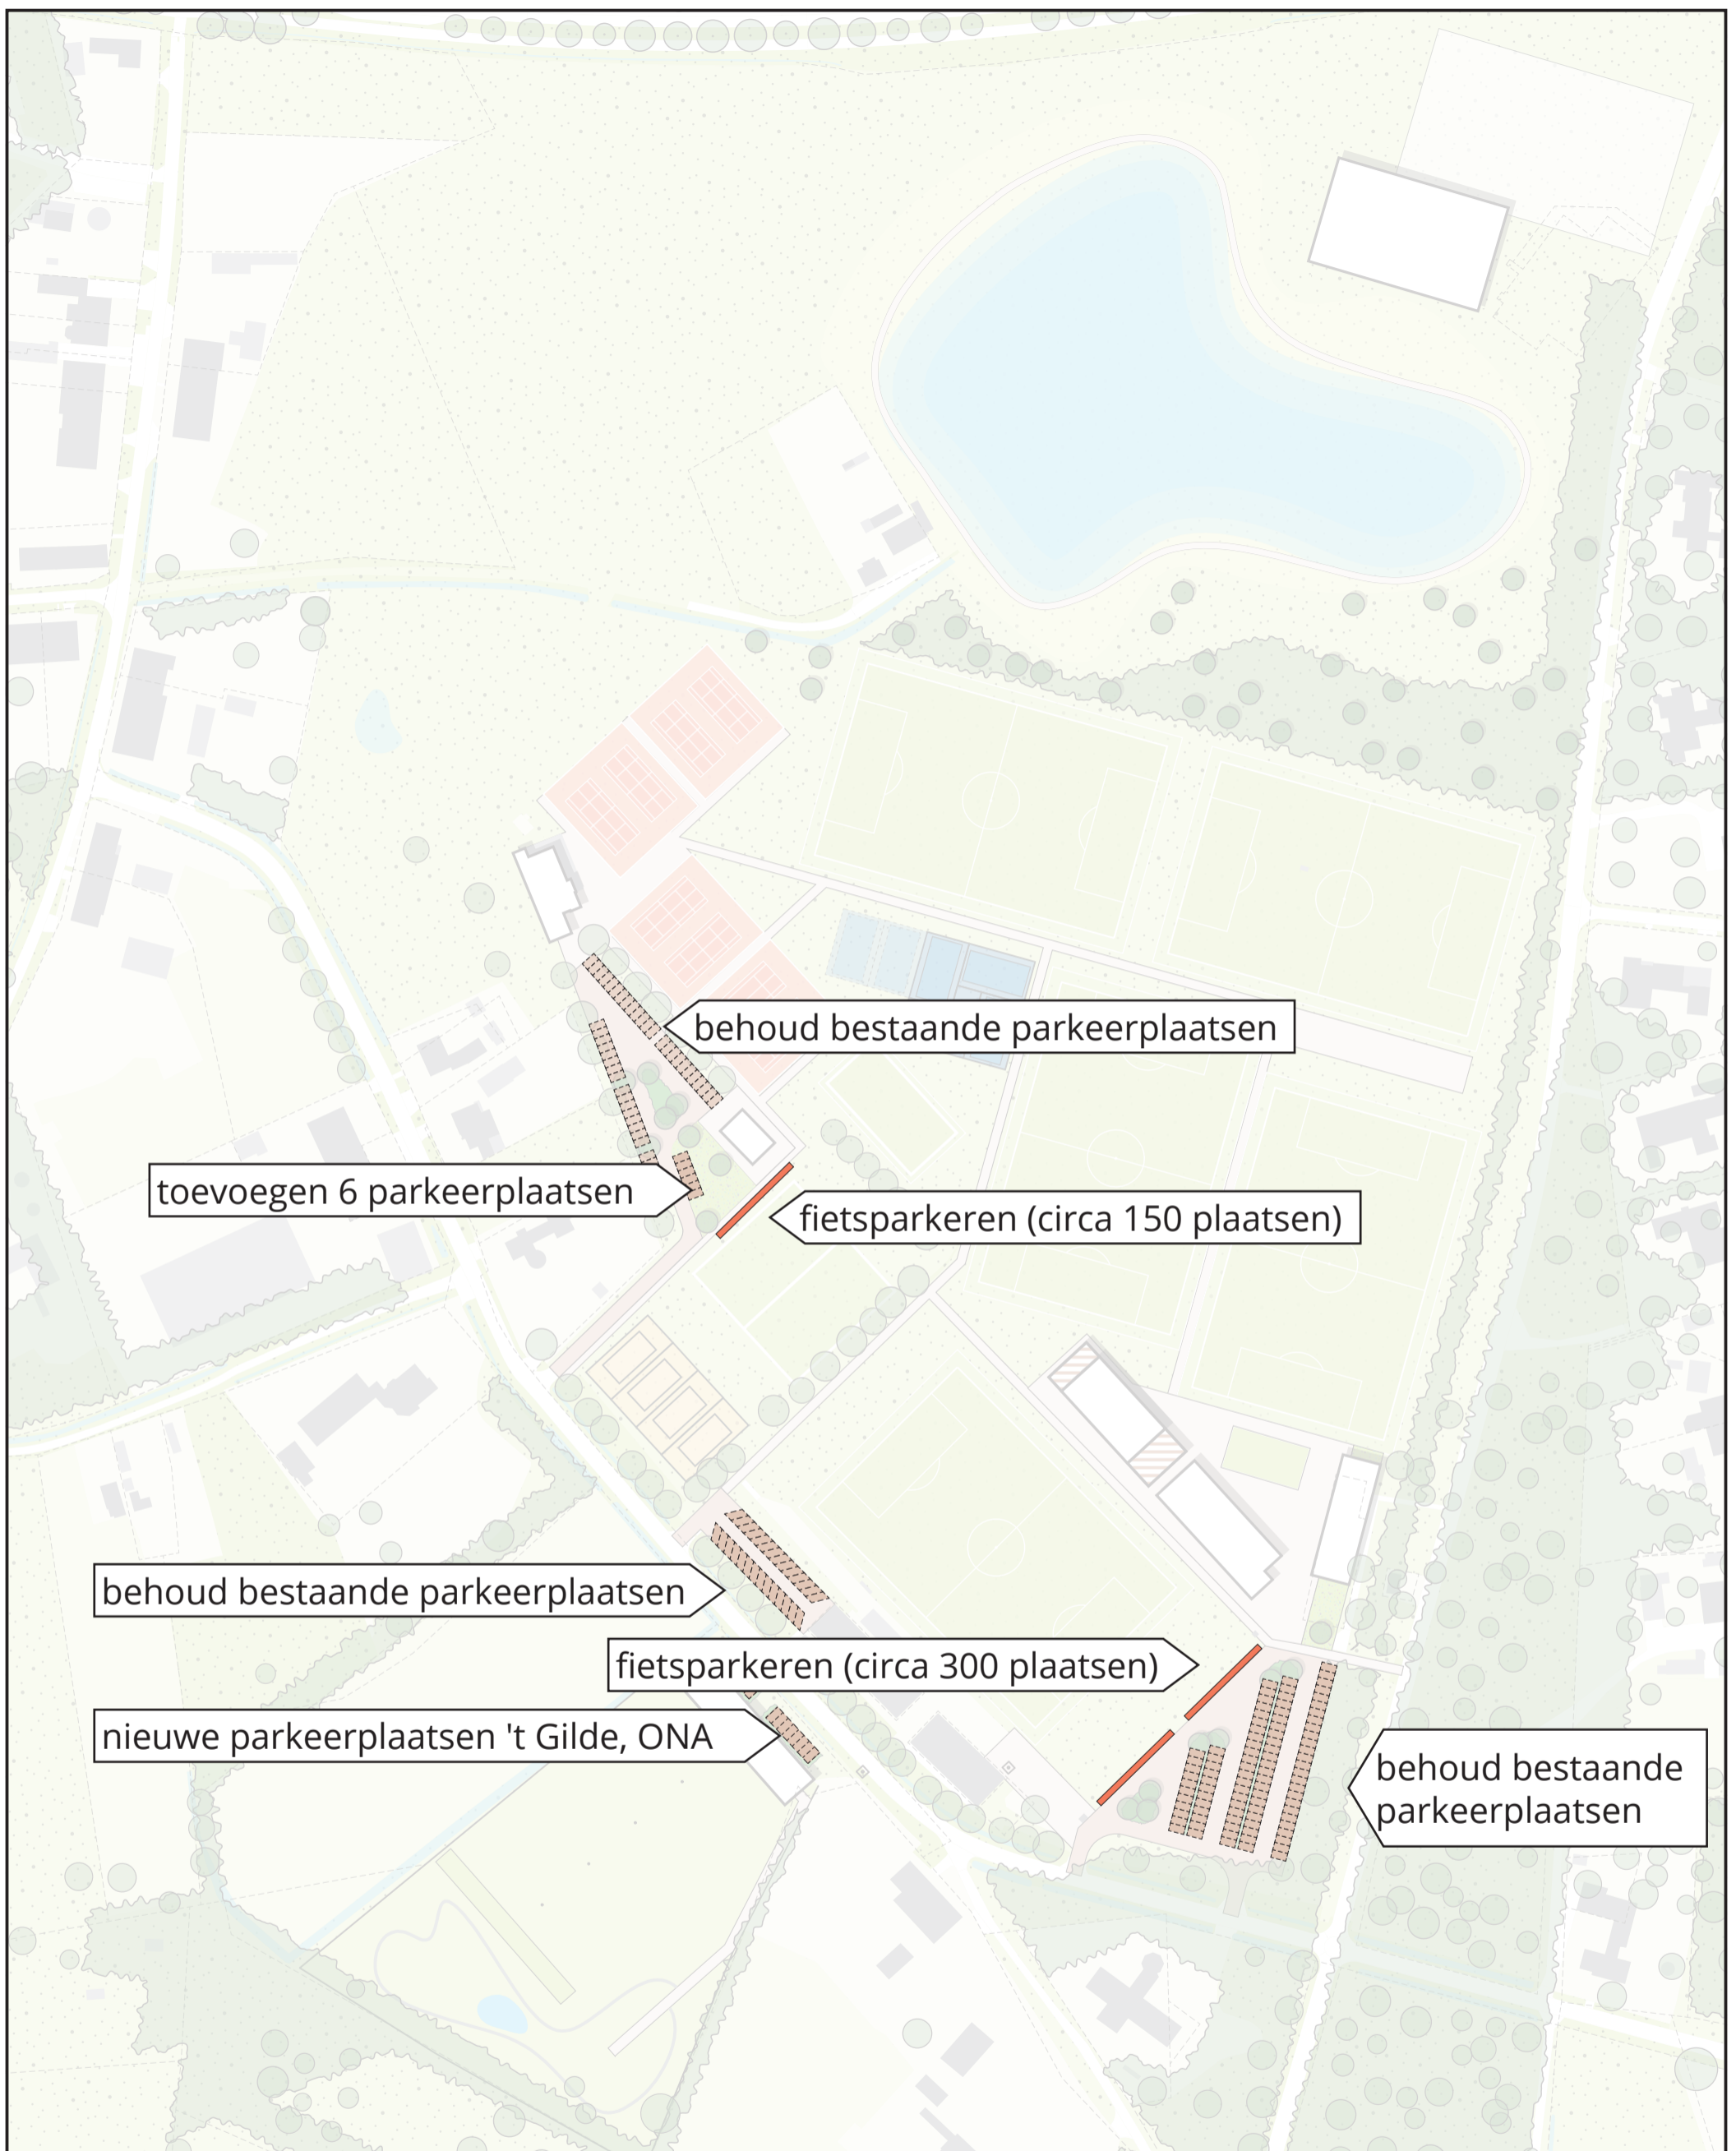 behoud bestaande parkeerplaatsen
toevoegen 6 parkeerplaatsen
fietsparkeren (circa 150 plaatsen)
behoud bestaande parkeerplaatsen
fietsparkeren (circa 300 plaatsen)
nieuwe parkeerplaatsen 't Gilde, ONA
behoud bestaande
parkeerplaatsen